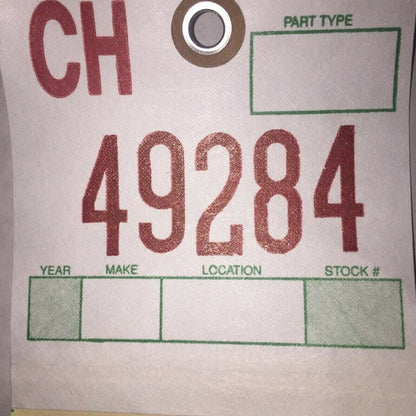 CH
PART TYPE
49284
YEAR MAKE LOCATION STOCK #